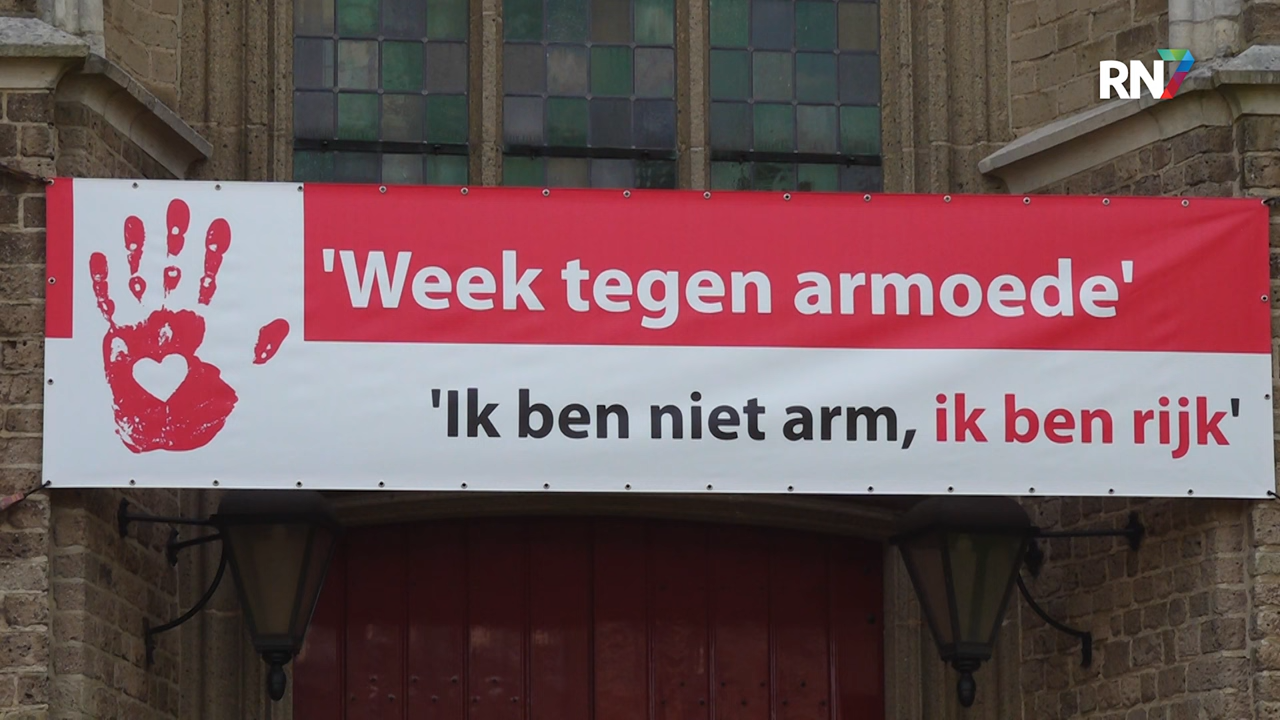 RN7
'Week tegen armoede'
'Ik ben niet arm, ik ben rijk'